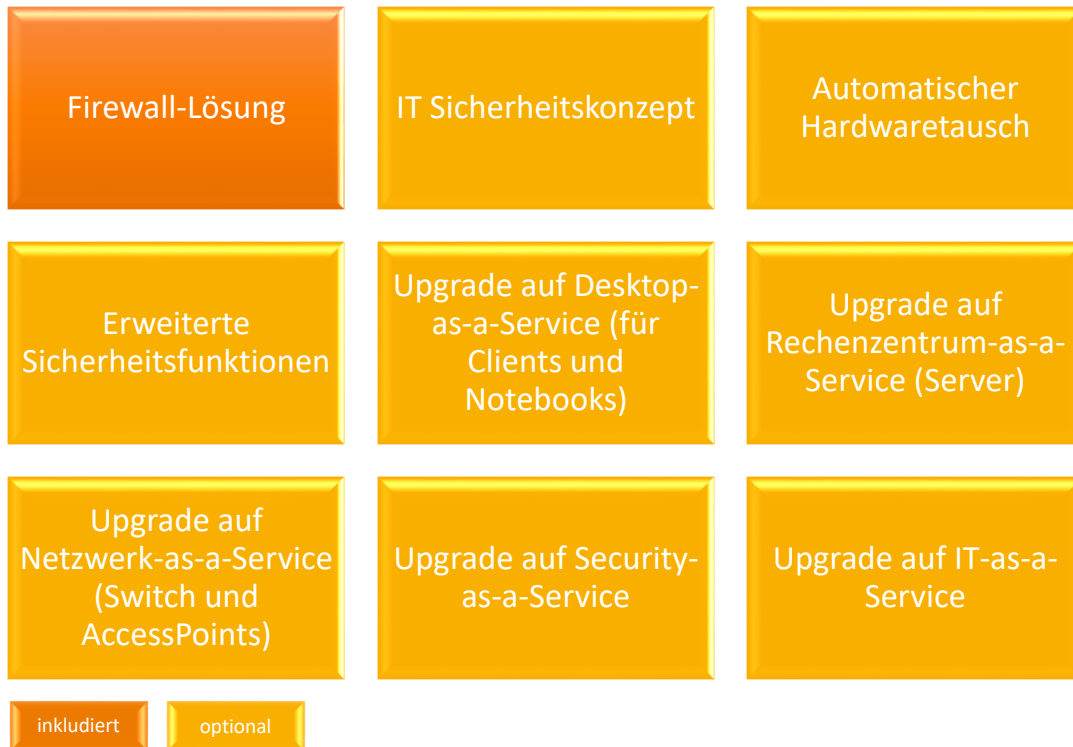 Firewall-Lösung
IT Sicherheitskonzept
Automatischer
Hardwaretausch
Erweiterte
Sicherheitsfunktionen
Upgrade auf Desktop-
as-a-Service (für
Clients und
Notebooks)
Upgrade auf
Rechenzentrum-as-a-
Service (Server)
Upgrade auf
Netzwerk-as-a-Service
(Switch und
AccessPoints)
Upgrade auf Security-
as-a-Service
Upgrade auf IT-as-a-
Service
inkludiert
optional